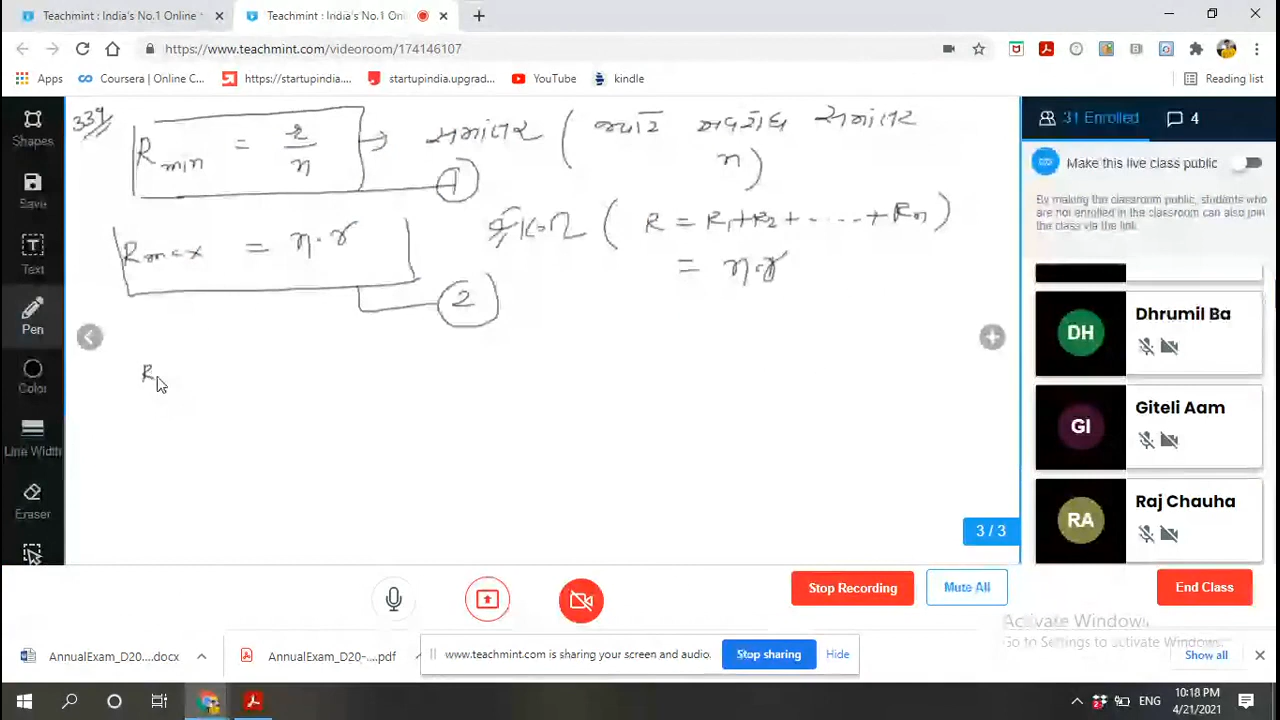 Teachmint : India's No.1 Online
Teachmint : India's No.1 Onli
https://www.teachmint.com/videoroom/174146107
Apps Coursera | Online C... https://startupindia.... startupindia.upgrad... YouTube kindle Reading list
Shapes
Save
Text
Pen
Color
Line Width
Eraser
339
R min = r/n → સમાંતર ( જ્યારે અવરોધ સમાંતર
n )
1
R max = n·r ( R = R1+R2+.....+Rn )
= n·r
2
R
3 / 3
31 Enrolled 4
Make this live class public
By making the classroom public, students who
are not enrolled in the classroom can also join
the class via the link.
DH Dhrumil Ba
GI Giteli Aam
RA Raj Chauha
Stop Recording Mute All End Class
Activate Windows
Go to Settings to activate Windows.
AnnualExam_D20....docx AnnualExam_D20-...pdf www.teachmint.com is sharing your screen and audio. Stop sharing Hide Show all
ENG 10:18 PM
4/21/2021